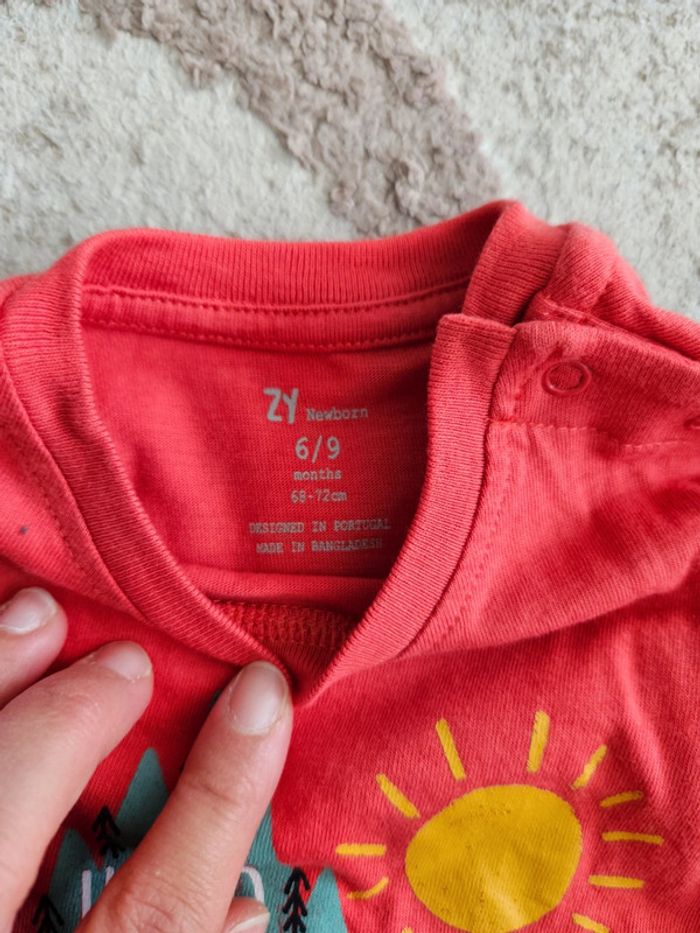 ZY Newborn
6/9
months
68-72cm
DESIGNED IN PORTUGAL
MADE IN BANGLADESH